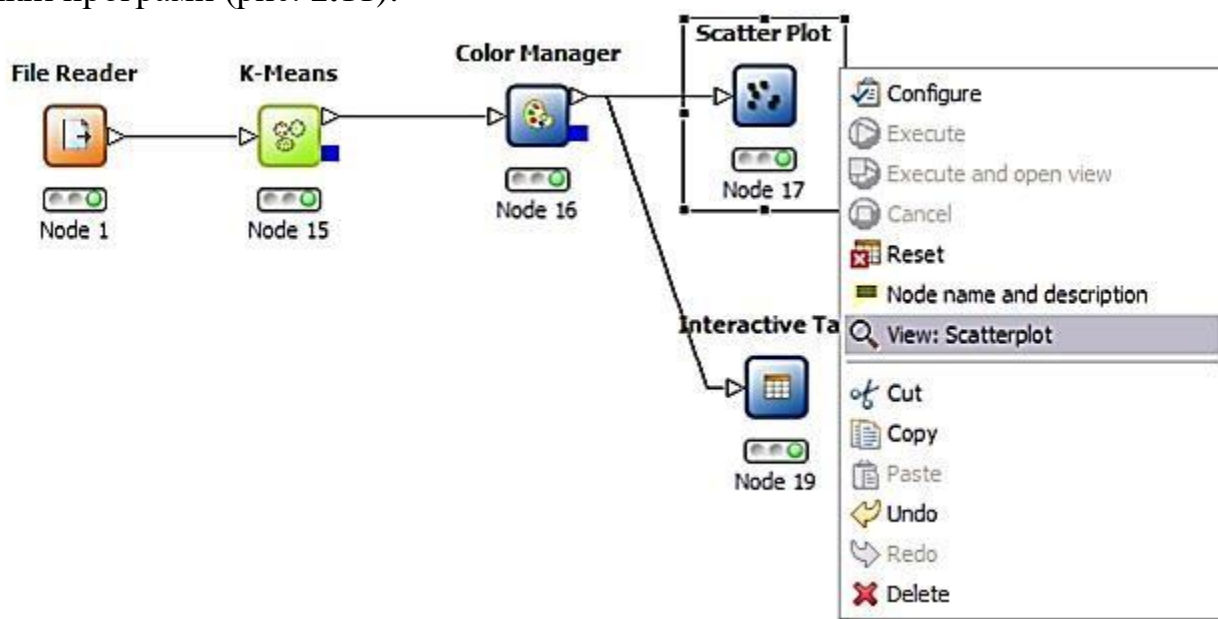 Scatter Plot
Color Manager
File Reader
K-Means
Node 1
Node 15
Node 16
Node 17
Interactive Ta
Node 19
Configure
Execute
Execute and open view
Cancel
Reset
Node name and description
View: Scatterplot
Cut
Copy
Paste
Undo
Redo
Delete